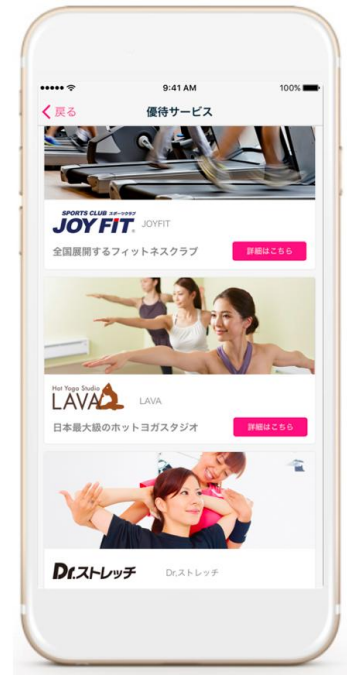 9:41 AM
100%
戻る
優待サービス
SPORTS CLUB スポーツクラブ
JOYFIT
JOYFIT
全国展開するフィットネスクラブ
詳細はこちら
Hot Yoga Studio
LAVA
LAVA
日本最大級のホットヨガスタジオ
詳細はこちら
Dr.ストレッチ
Dr.ストレッチ